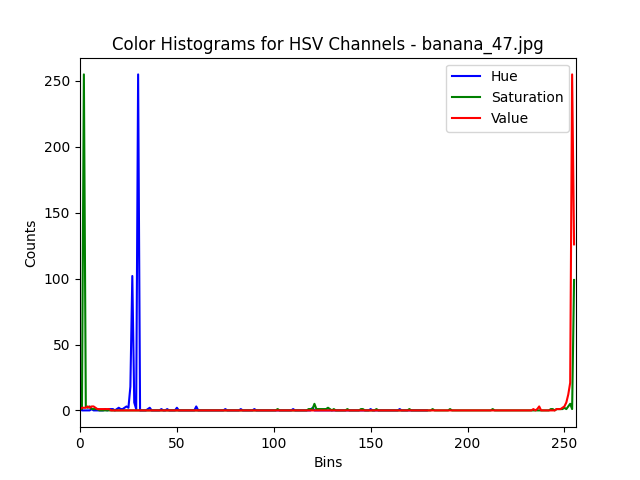 Color Histograms for HSV Channels - banana_47.jpg
Hue
Saturation
Value
Counts
250
200
150
100
50
0
0 50 100 150 200 250
Bins